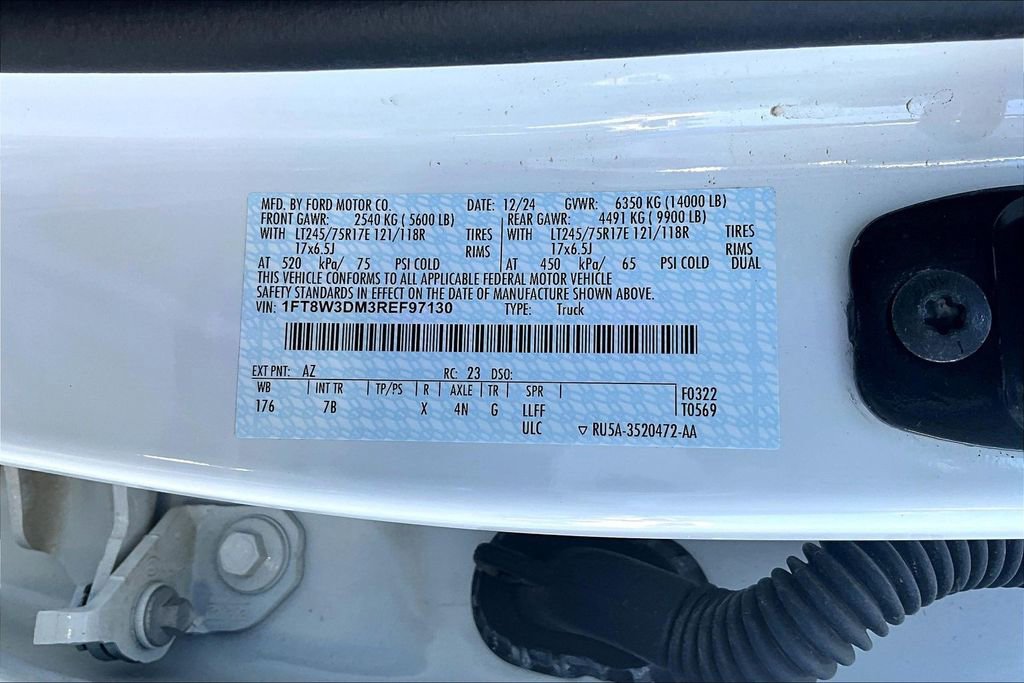 MFD. BY FORD MOTOR CO. DATE: 12/24 GVWR: 6350 KG (14000 LB)
FRONT GAWR: 2540 KG ( 5600 LB) REAR GAWR: 4491 KG ( 9900 LB)
WITH LT245/75R17E 121/118R TIRES WITH LT245/75R17E 121/118R TIRES
17x6.5J RIMS 17x6.5J RIMS
AT 520 kPa/ 75 PSI COLD AT 450 kPa/ 65 PSI COLD DUAL
THIS VEHICLE CONFORMS TO ALL APPLICABLE FEDERAL MOTOR VEHICLE
SAFETY STANDARDS IN EFFECT ON THE DATE OF MANUFACTURE SHOWN ABOVE.
VIN: 1FT8W3DM3REF97130 TYPE: Truck
EXT PNT: AZ RC: 23 DSO:
WB INT TR TP/PS R AXLE TR SPR F0322
176 7B X 4N G LLFF T0569
ULC ▽ RU5A-3520472-AA